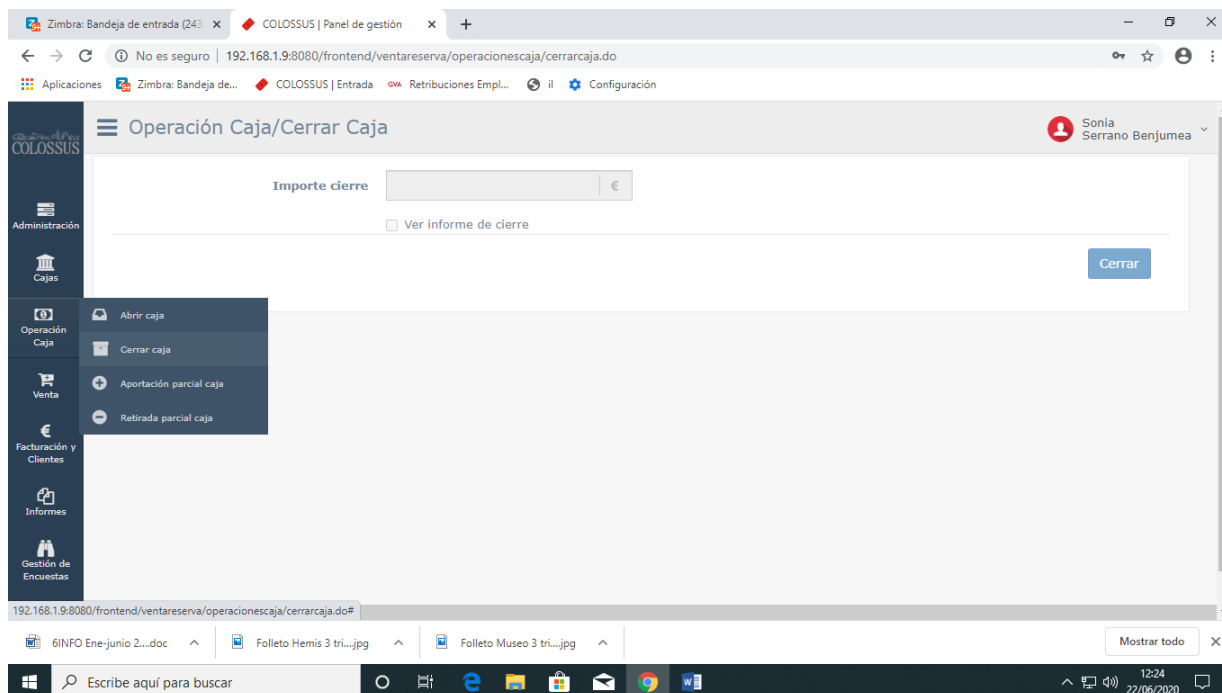 Zimbra: Bandeja de entrada (243
COLOSSUS | Panel de gestión
No es seguro | 192.168.1.9:8080/frontend/ventareserva/operacionescaja/cerrarcaja.do
Aplicaciones Zimbra: Bandeja de... COLOSSUS | Entrada GVA Retribuciones Empl... il Configuración
COLOSSUS
Operación Caja/Cerrar Caja
Sonia
Serrano Benjumea
Importe cierre €
Ver informe de cierre
Cerrar
Administración
Cajas
Operación
Caja
Abrir caja
Cerrar caja
Aportación parcial caja
Retirada parcial caja
Venta
Facturación y
Clientes
Informes
Gestión de
Encuestas
192.168.1.9:8080/frontend/ventareserva/operacionescaja/cerrarcaja.do#
6INFO Ene-junio 2....doc Folleto Hemis 3 tri....jpg Folleto Museo 3 tri....jpg Mostrar todo
Escribe aquí para buscar
12:24
22/06/2020